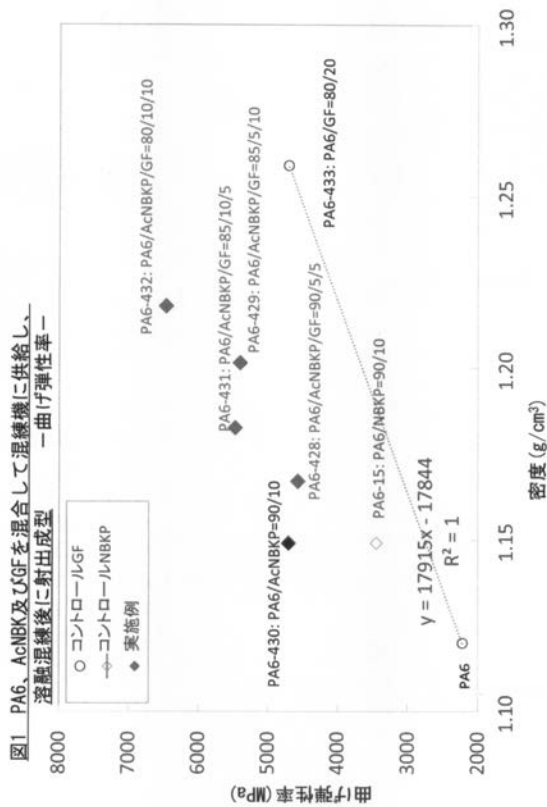 図1 PA6、AcNBK及びGFを混合して混練機に供給し、
溶融混練後に射出成型 ー曲げ弾性率ー
コントロールGF
コントロールNBKP
実施例
曲げ弾性率(MPa)
8000
7000
6000
5000
4000
3000
2000
PA6-432: PA6/AcNBKP/GF=80/10/10
PA6-431: PA6/AcNBKP/GF=85/10/5
PA6-429: PA6/AcNBKP/GF=85/5/10
PA6-430: PA6/AcNBKP=90/10
PA6-428: PA6/AcNBKP/GF=90/5/5
PA6-433: PA6/GF=80/20
PA6-15: PA6/NBKP=90/10
y = 17915x - 17844
R² = 1
PA6
1.10
1.15
1.20
1.25
1.30
密度(g/cm³)